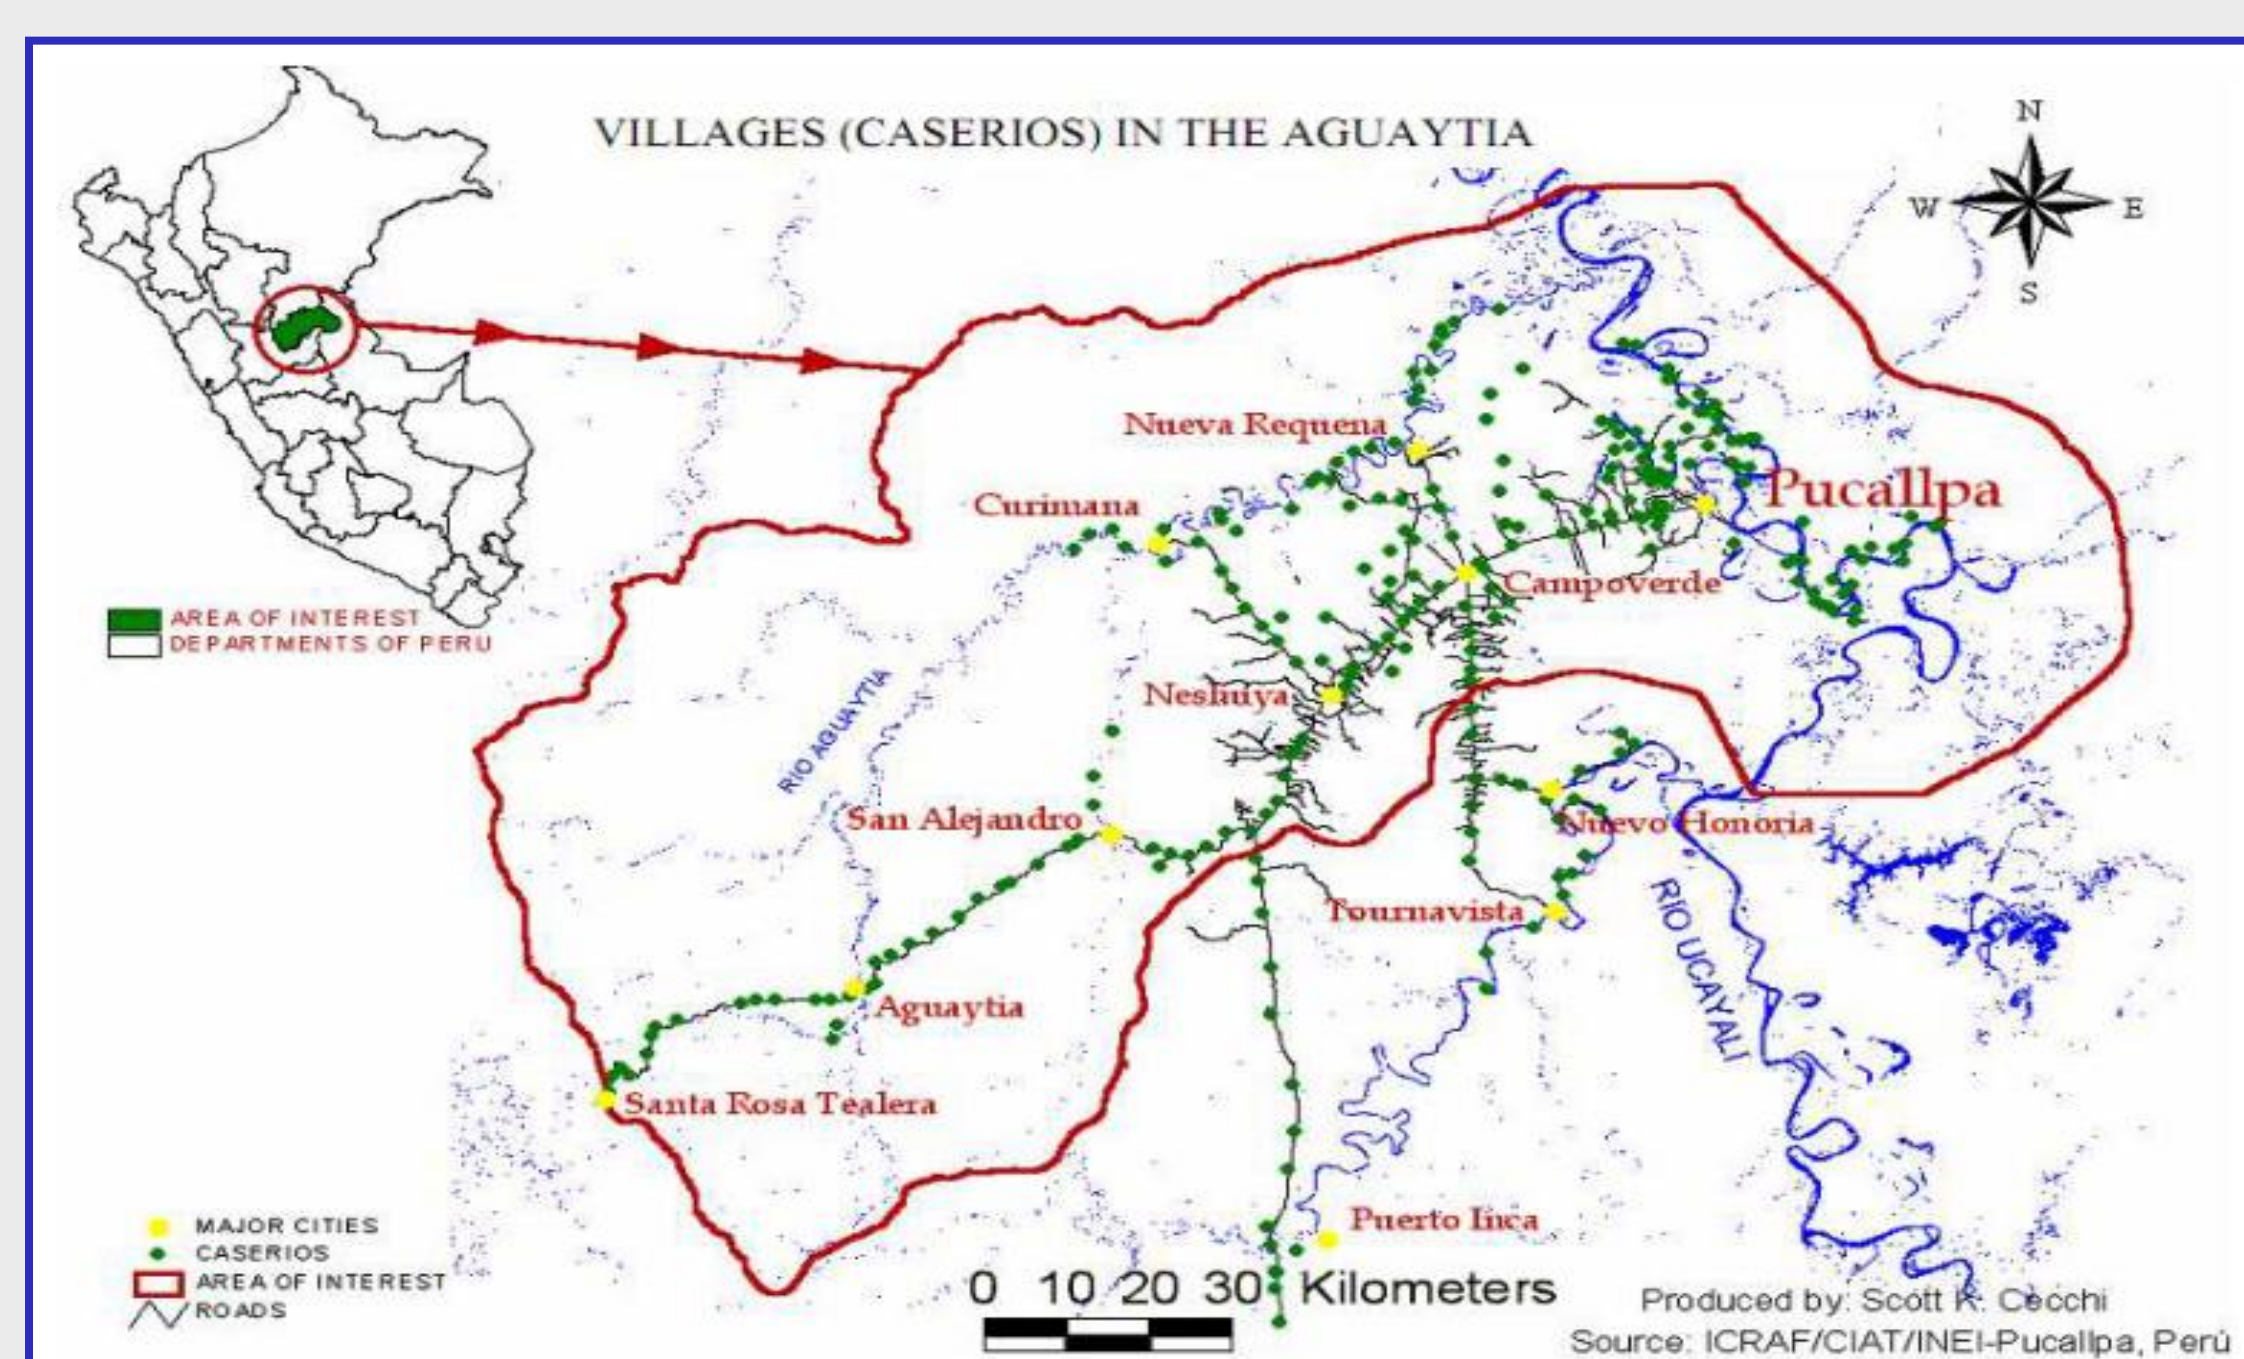 VILLAGES (CASERIOS) IN THE AGUAYTIA
N
W
E
S
Nueva Requena
Pucallpa
Curimana
Campoverde
AREA OF INTEREST
DEPARTMENTS OF PERU
Neshuiya
RIO AGUAYTIA
San Alejandro
Nuevo Honoria
Tournavista
RIO UCAYALI
Aguaytia
Santa Rosa Tealera
Puerto Inca
MAJOR CITIES
CASERIOS
AREA OF INTEREST
ROADS
0 10 20 30 Kilometers
Produced by: Scott K. Cecchi
Source: ICRAF/CIAT/INEI-Pucallpa, Perú